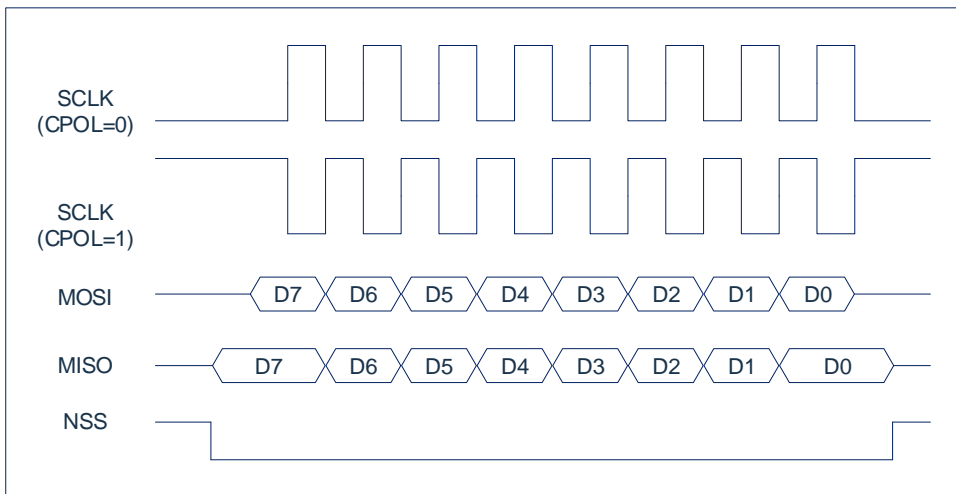 SCLK
(CPOL=0)
SCLK
(CPOL=1)
MOSI D7 D6 D5 D4 D3 D2 D1 D0
MISO D7 D6 D5 D4 D3 D2 D1 D0
NSS